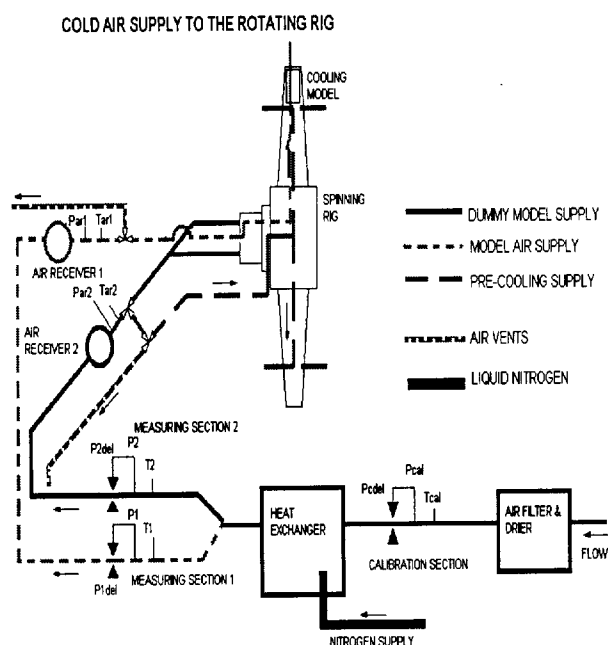 COLD AIR SUPPLY TO THE ROTATING RIG
COOLING
MODEL
SPINNING
RIG
Par1 Tar1
AIR RECEIVER 1
Par2 Tar2
AIR
RECEIVER 2
DUMMY MODEL SUPPLY
MODEL AIR SUPPLY
PRE-COOLING SUPPLY
AIR VENTS
LIQUID NITROGEN
MEASURING SECTION 2
P2del P2
T2
P1
T1
P1del
MEASURING SECTION 1
HEAT
EXCHANGER
Pcdel Pcal
Tcal
CALIBRATION SECTION
AIR FILTER &
DRIER
FLOW
NITROGEN SUPPLY